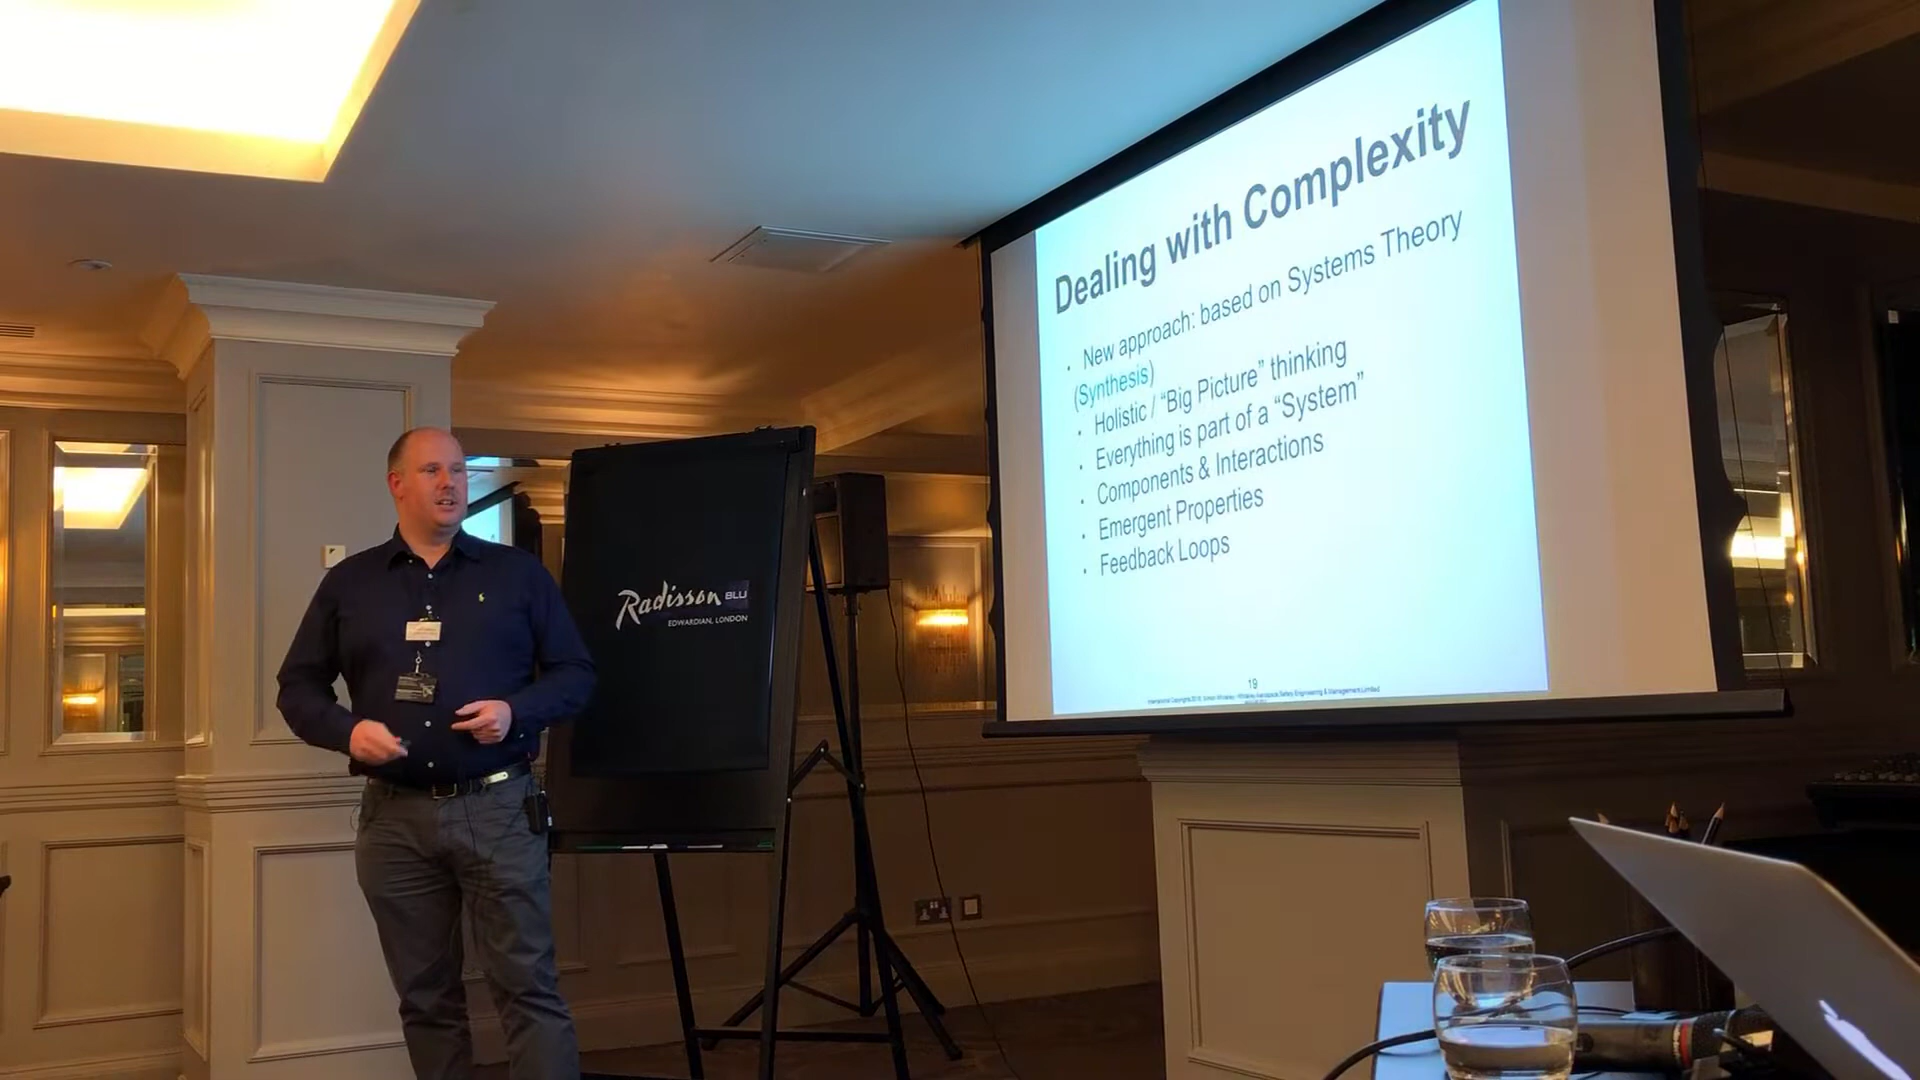 Dealing with Complexity
• New approach: based on Systems Theory
(Synthesis)
• Holistic / “Big Picture” thinking
• Everything is part of a “System”
• Components & Interactions
• Emergent Properties
• Feedback Loops
19
Radisson BLU
EDWARDIAN, LONDON